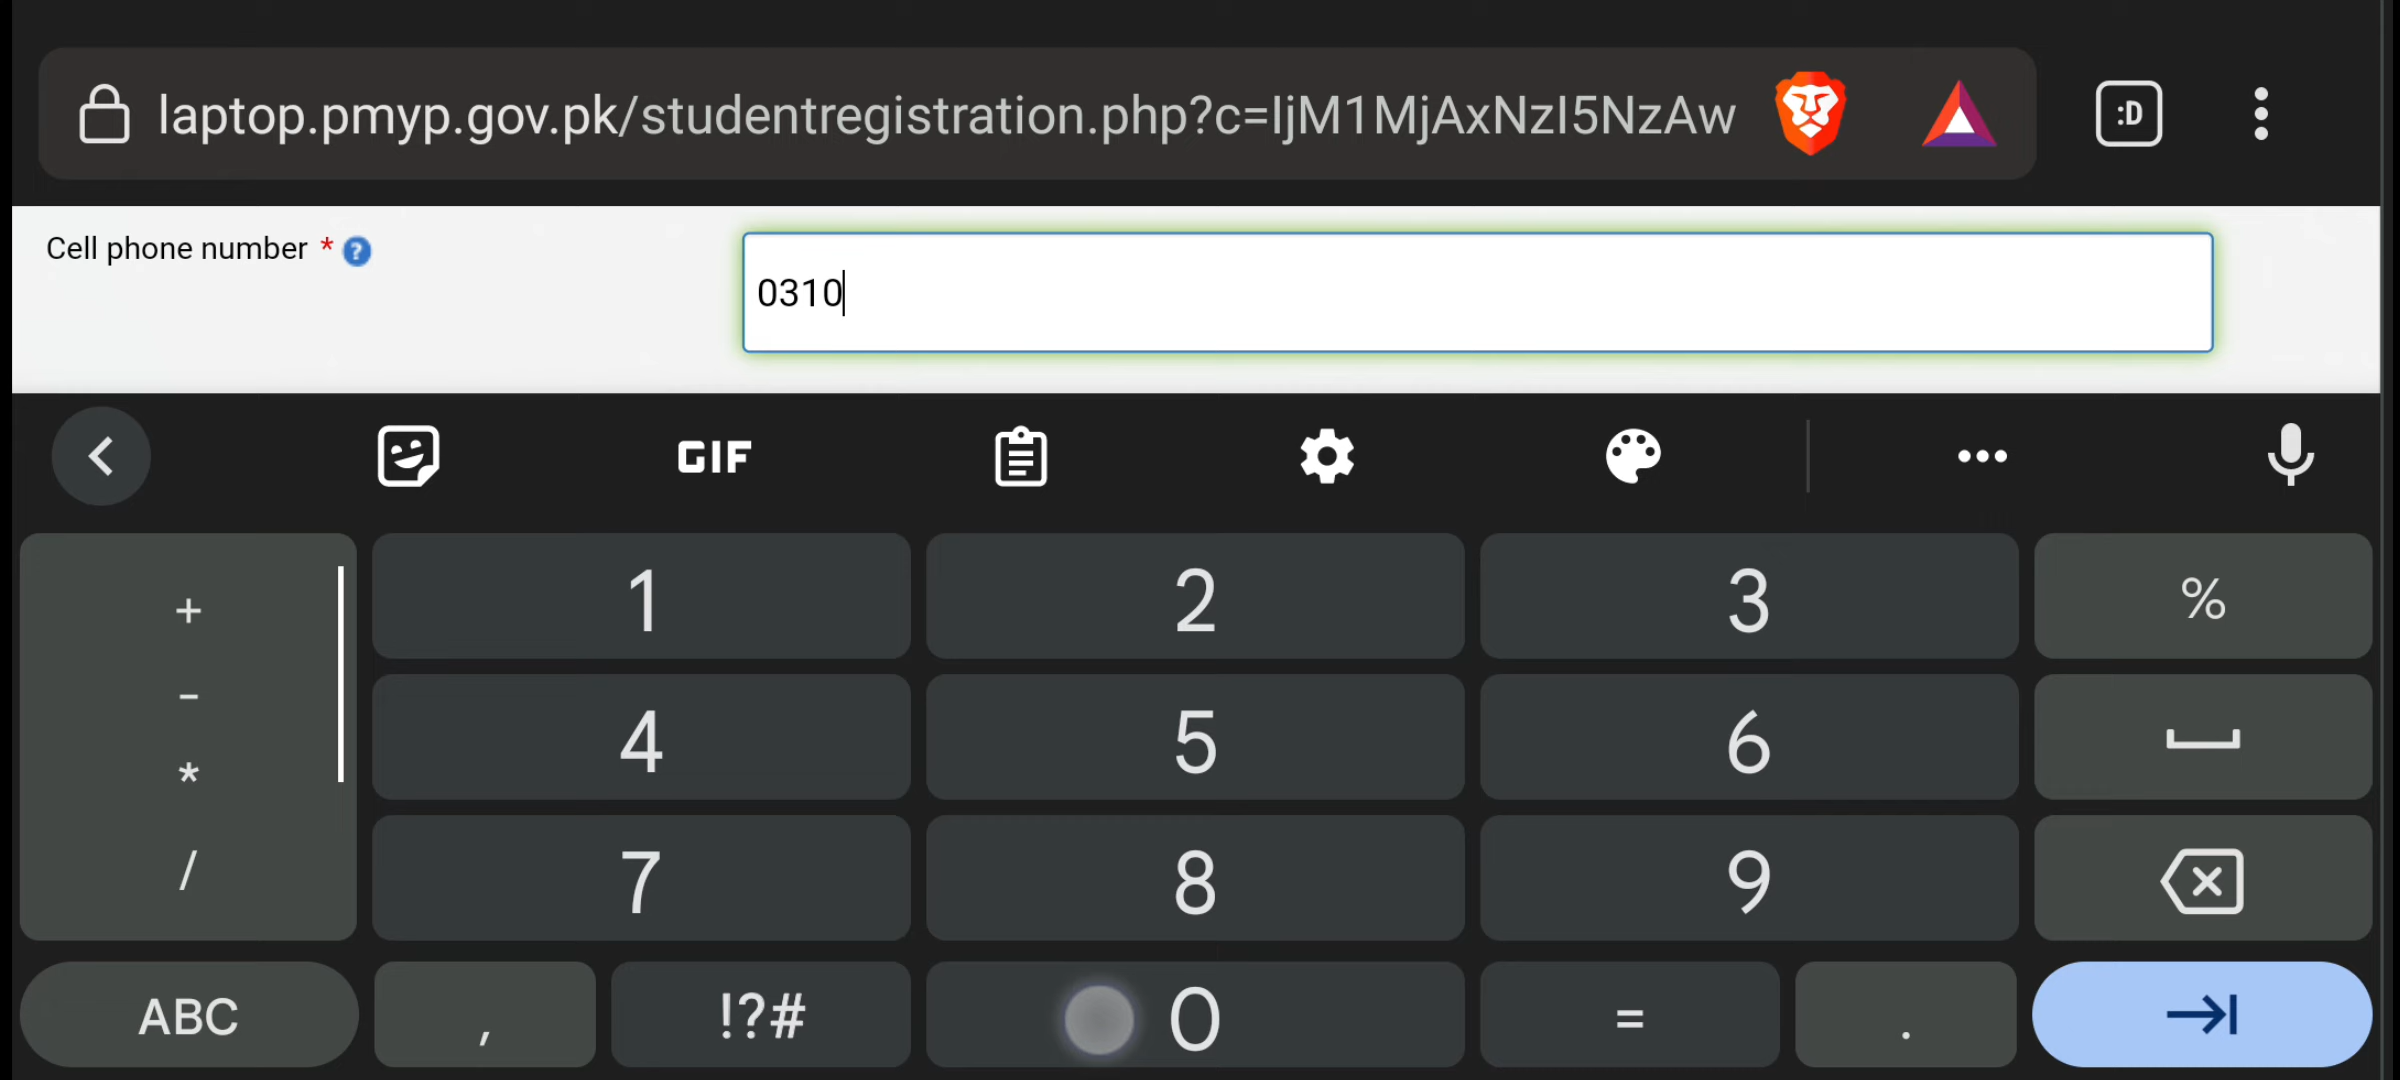 laptop.pmyp.gov.pk/studentregistration.php?c=IjM1MjAxNzI5NzAw
:D
Cell phone number * ?
0310
GIF
+ 1 2 3 %
- 4 5 6
*
/ 7 8 9
ABC , !?# 0 = .